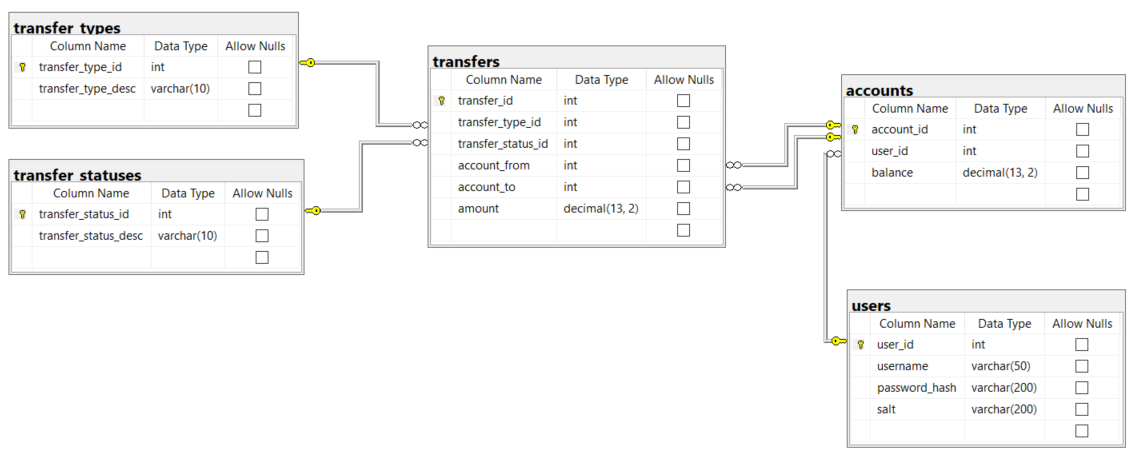 transfer_types
Column Name Data Type Allow Nulls
transfer_type_id int
transfer_type_desc varchar(10)
transfer_statuses
Column Name Data Type Allow Nulls
transfer_status_id int
transfer_status_desc varchar(10)
transfers
Column Name Data Type Allow Nulls
transfer_id int
transfer_type_id int
transfer_status_id int
account_from int
account_to int
amount decimal(13, 2)
accounts
Column Name Data Type Allow Nulls
account_id int
user_id int
balance decimal(13, 2)
users
Column Name Data Type Allow Nulls
user_id int
username varchar(50)
password_hash varchar(200)
salt varchar(200)